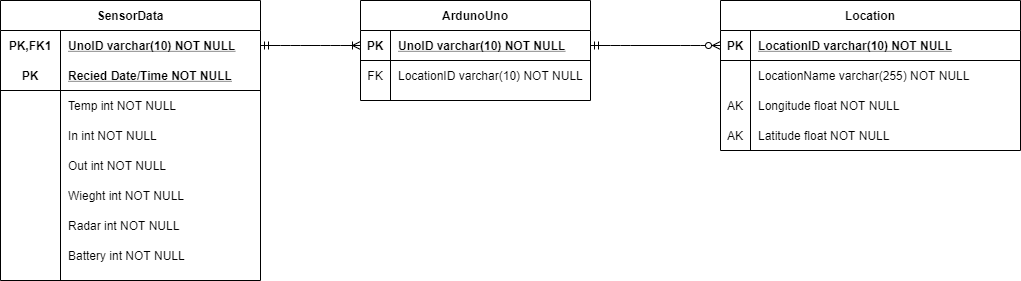 SensorData
PK,FK1 UnoID varchar(10) NOT NULL
PK Recied Date/Time NOT NULL
Temp int NOT NULL
In int NOT NULL
Out int NOT NULL
Wieght int NOT NULL
Radar int NOT NULL
Battery int NOT NULL
ArdunoUno
PK UnoID varchar(10) NOT NULL
FK LocationID varchar(10) NOT NULL
Location
PK LocationID varchar(10) NOT NULL
LocationName varchar(255) NOT NULL
AK Longitude float NOT NULL
AK Latitude float NOT NULL